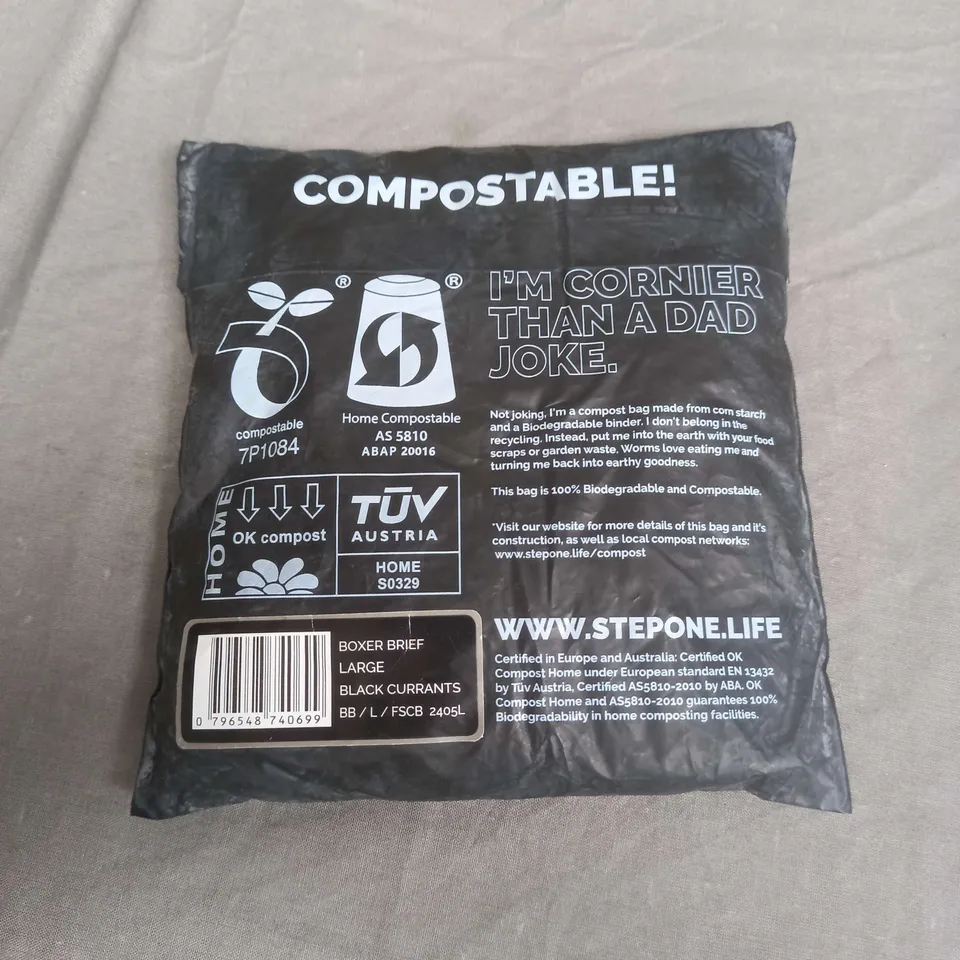 COMPOSTABLE!
®
®
compostable
7P1084
Home Compostable
AS 5810
ABAP 20016
I'M CORNIER
THAN A DAD
JOKE.
Not joking, I'm a compost bag made from corn starch
and a Biodegradable binder. I don't belong in the
recycling. Instead, put me into the earth with your food
scraps or garden waste. Worms love eating me and
turning me back into earthy goodness.
This bag is 100% Biodegradable and Compostable.
*Visit our website for more details of this bag and it's
construction, as well as local compost networks:
www.stepone.life/compost
HOME
OK compost
TÜV
AUSTRIA
HOME
S0329
BOXER BRIEF
LARGE
BLACK CURRANTS
BB / L / FSCB 2405L
0 796548 740699
WWW.STEPONE.LIFE
Certified in Europe and Australia: Certified OK
Compost Home under European standard EN 13432
by Tüv Austria, Certified AS5810-2010 by ABA. OK
Compost Home and AS5810-2010 guarantees 100%
Biodegradability in home composting facilities.